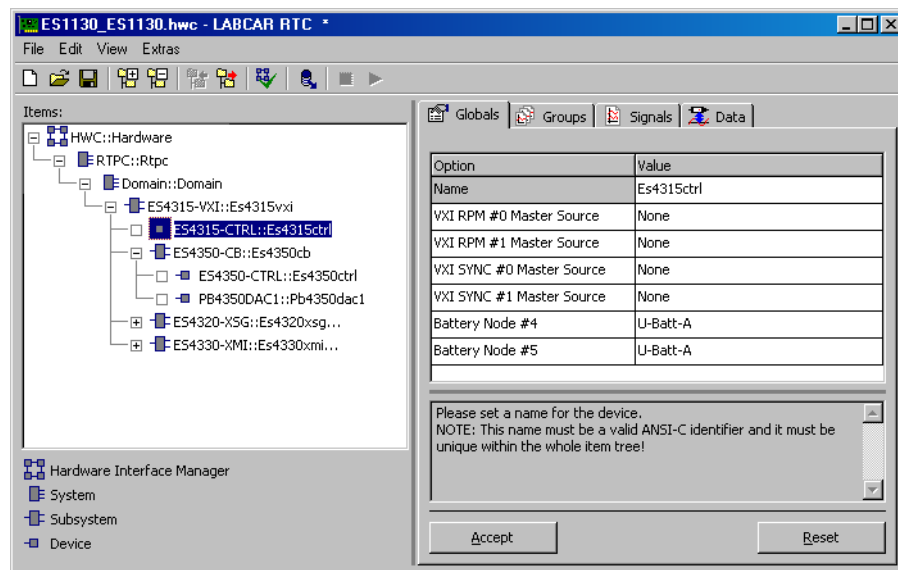 ES1130_ES1130.hwc - LABCAR RTC *
File Edit View Extras
Items:
HWC::Hardware
RTPC::Rtpc
Domain::Domain
ES4315-VXI::Es4315vxi
ES4315-CTRL::Es4315ctrl
ES4350-CB::Es4350cb
ES4350-CTRL::Es4350ctrl
PB4350DAC1::Pb4350dac1
ES4320-XSG::Es4320xsg...
ES4330-XMI::Es4330xmi...
Hardware Interface Manager
System
Subsystem
Device
Globals Groups Signals Data
Option Value
Name Es4315ctrl
VXI RPM #0 Master Source None
VXI RPM #1 Master Source None
VXI SYNC #0 Master Source None
VXI SYNC #1 Master Source None
Battery Node #4 U-Batt-A
Battery Node #5 U-Batt-A
Please set a name for the device.
NOTE: This name must be a valid ANSI-C identifier and it must be
unique within the whole item tree!
Accept Reset